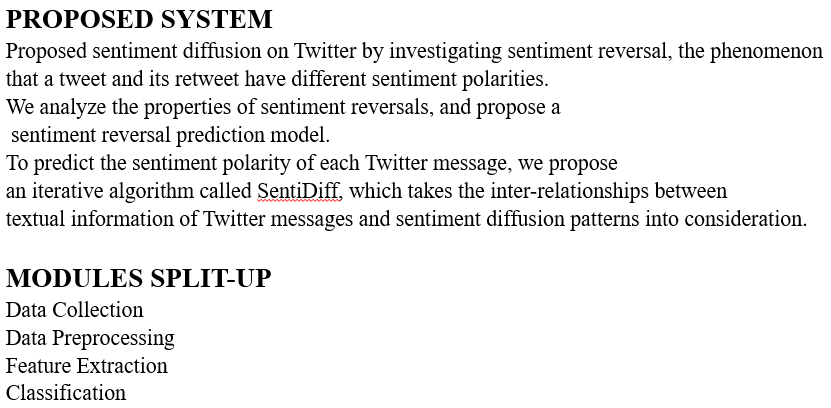 PROPOSED SYSTEM
Proposed sentiment diffusion on Twitter by investigating sentiment reversal, the phenomenon
that a tweet and its retweet have different sentiment polarities.
We analyze the properties of sentiment reversals, and propose a
sentiment reversal prediction model.
To predict the sentiment polarity of each Twitter message, we propose
an iterative algorithm called SentiDiff, which takes the inter-relationships between
textual information of Twitter messages and sentiment diffusion patterns into consideration.
MODULES SPLIT-UP
Data Collection
Data Preprocessing
Feature Extraction
Classification